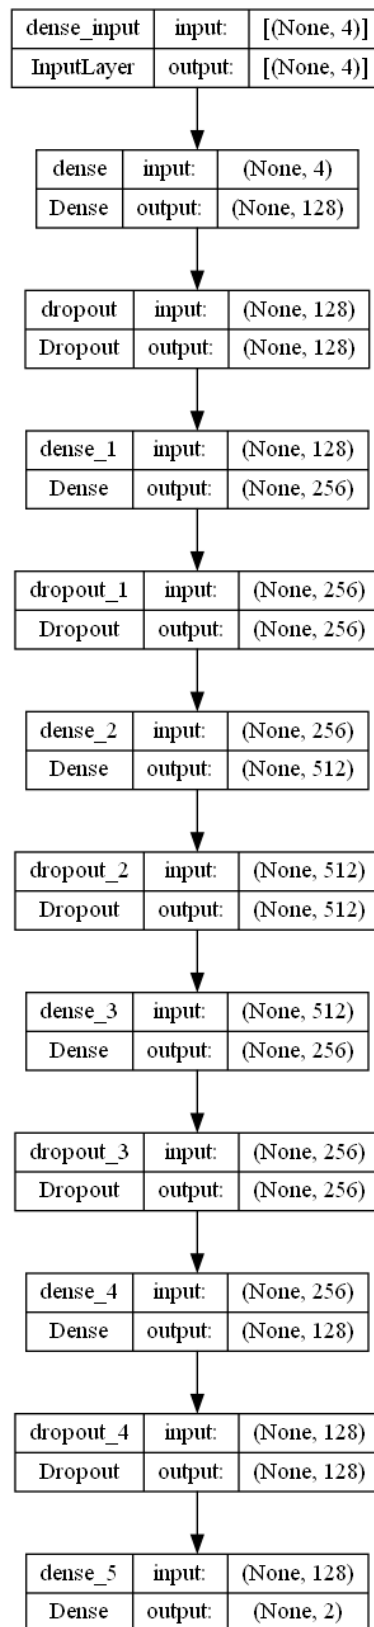 dense_input input: [(None, 4)]
InputLayer output: [(None, 4)]
dense input: (None, 4)
Dense output: (None, 128)
dropout input: (None, 128)
Dropout output: (None, 128)
dense_1 input: (None, 128)
Dense output: (None, 256)
dropout_1 input: (None, 256)
Dropout output: (None, 256)
dense_2 input: (None, 256)
Dense output: (None, 512)
dropout_2 input: (None, 512)
Dropout output: (None, 512)
dense_3 input: (None, 512)
Dense output: (None, 256)
dropout_3 input: (None, 256)
Dropout output: (None, 256)
dense_4 input: (None, 256)
Dense output: (None, 128)
dropout_4 input: (None, 128)
Dropout output: (None, 128)
dense_5 input: (None, 128)
Dense output: (None, 2)